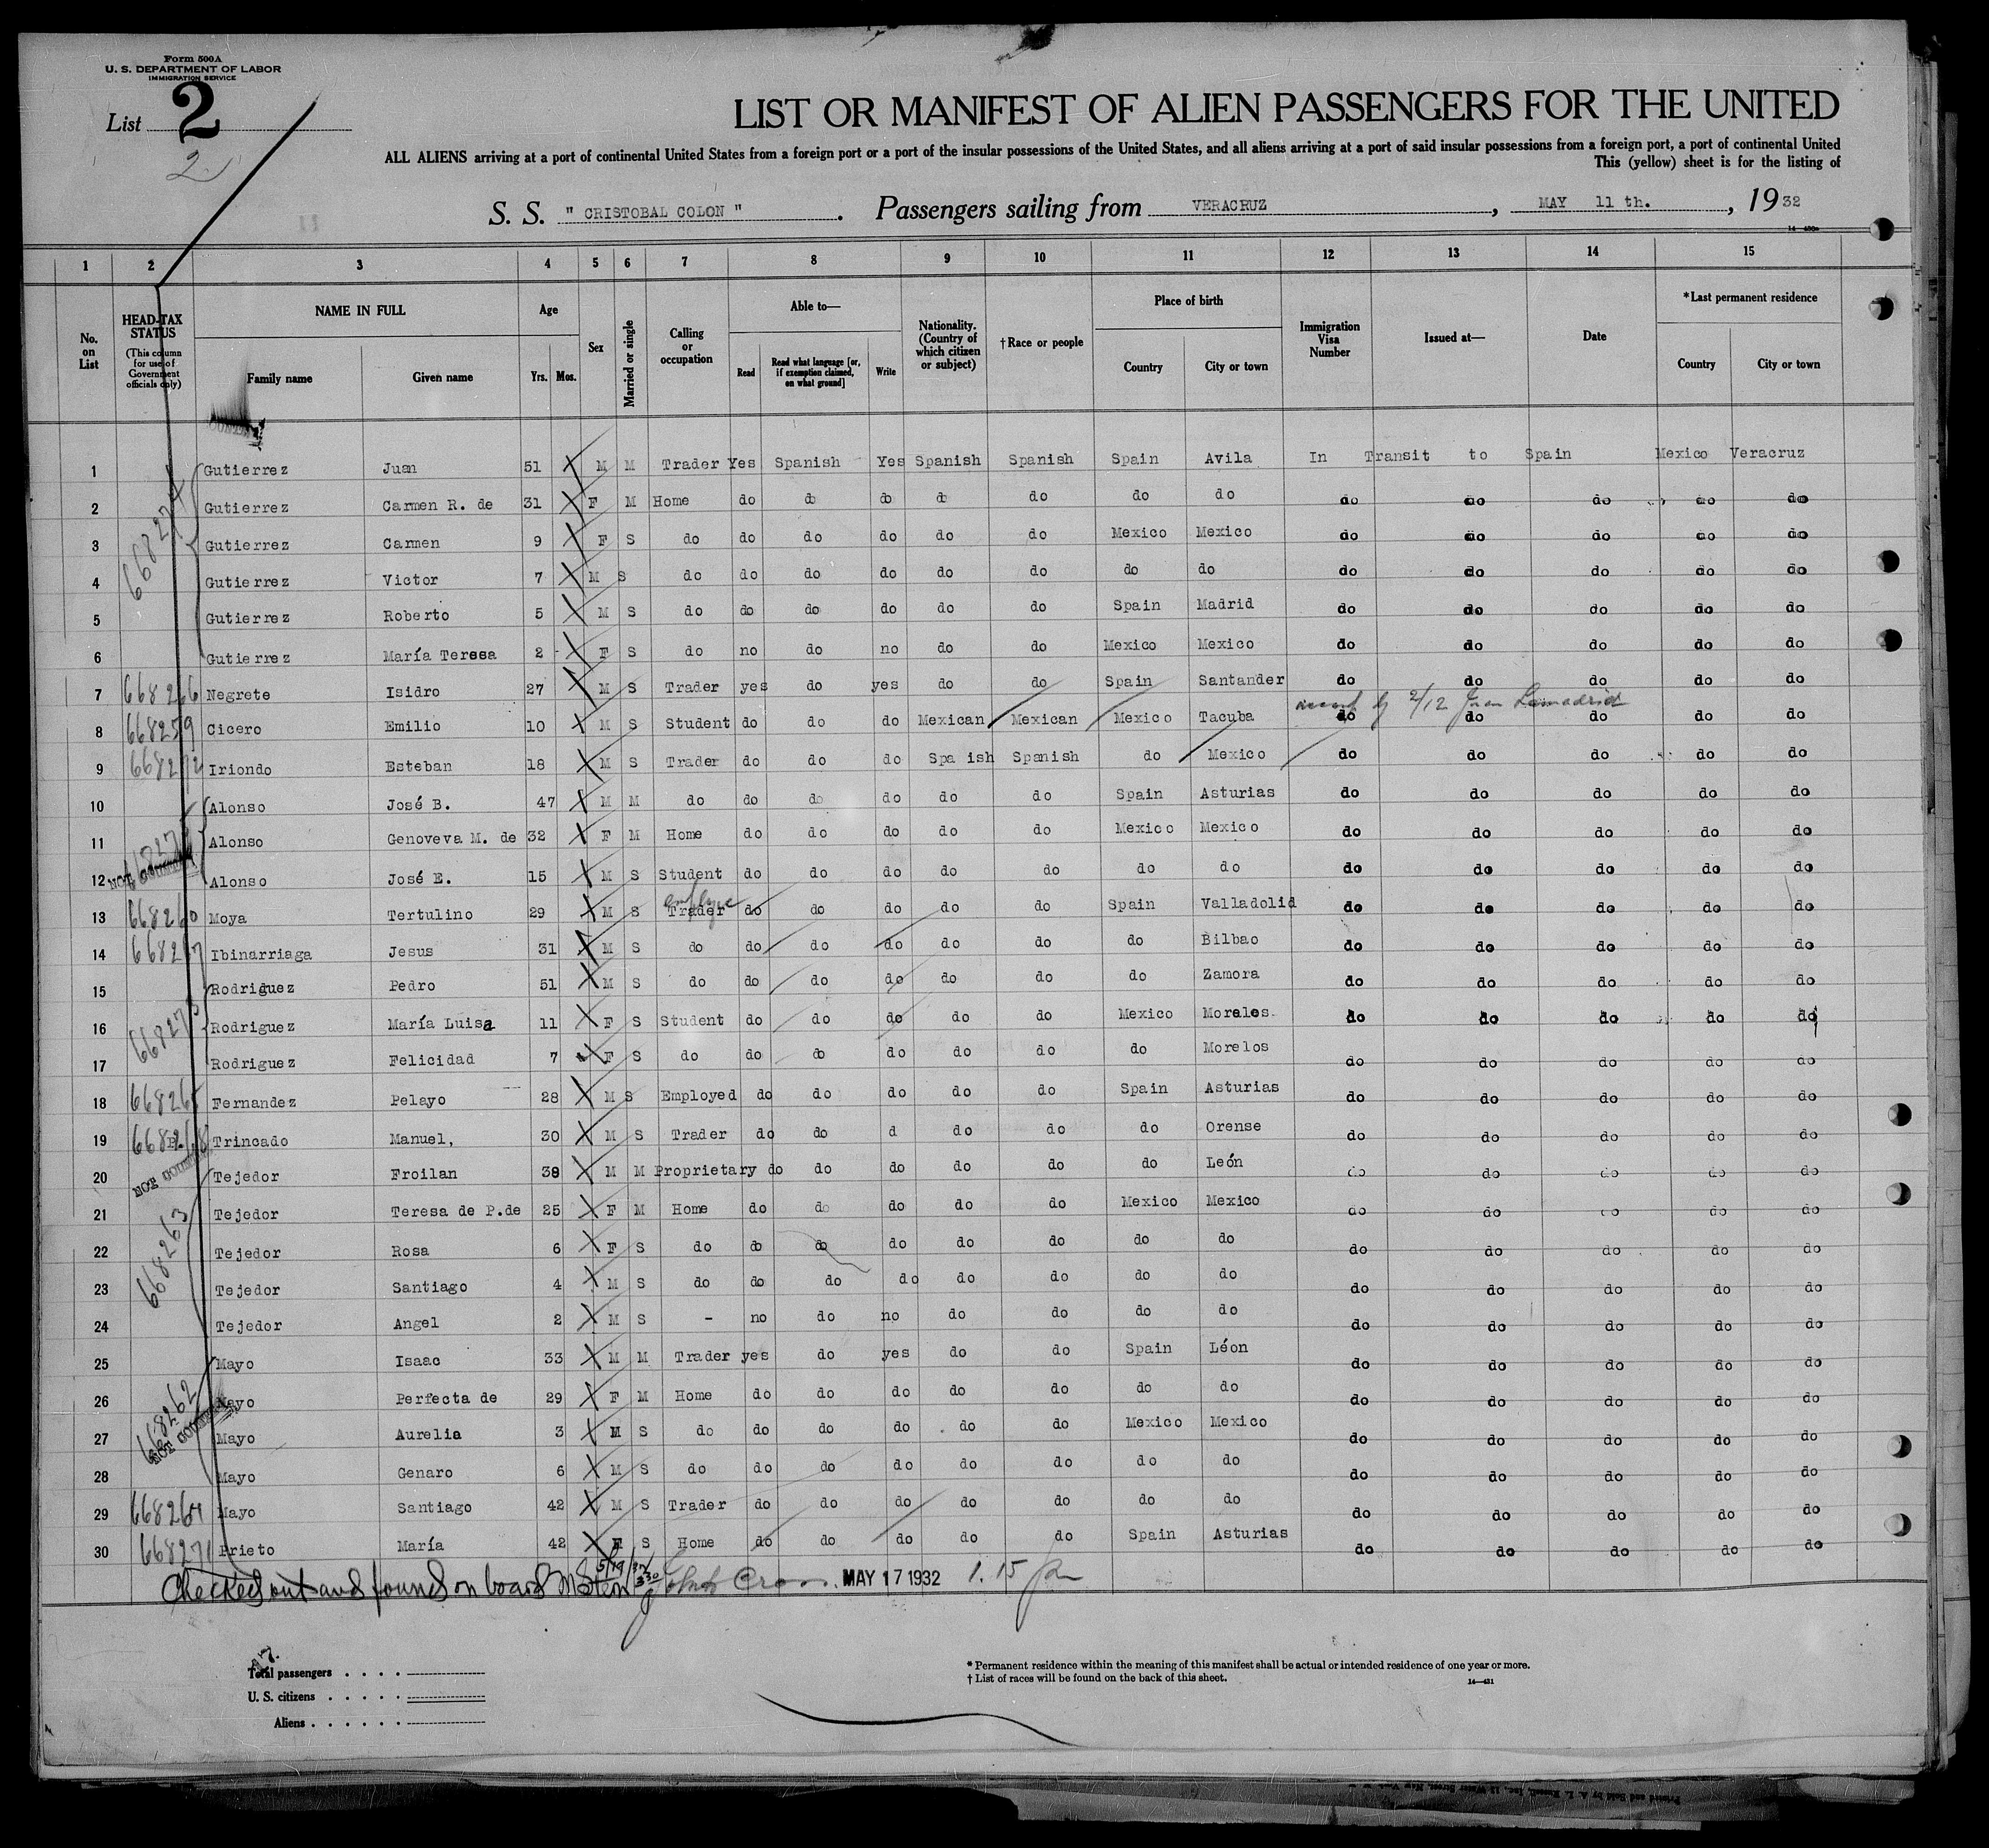 Form 500A
U. S. DEPARTMENT OF LABOR
IMMIGRATION SERVICE
List 2
2
LIST OR MANIFEST OF ALIEN PASSENGERS FOR THE UNITED
ALL ALIENS arriving at a port of continental United States from a foreign port or a port of the insular possessions of the United States, and all aliens arriving at a port of said insular possessions from a foreign port, a port of continental United
This (yellow) sheet is for the listing of
S. S. " CRISTOBAL COLON " . Passengers sailing from VERACRUZ , MAY 11 th. , 19 32
1 2 3 4 5 6 7 8 9 10 11 12 13 14 15
No. on List
HEAD-TAX STATUS (This column for use of Government officials only)
NAME IN FULL Family name Given name
Age Yrs. Mos.
Sex
Married or single
Calling or occupation
Able to— Read Read what language [or, if exemption claimed, on what ground] Write
Nationality. (Country of which citizen or subject)
†Race or people
Place of birth Country City or town
Immigration Visa Number
Issued at—
Date
*Last permanent residence Country City or town
1 Gutierrez Juan 51 M M Trader Yes Spanish Yes Spanish Spanish Spain Avila In Transit to Spain Mexico Veracruz
2 Gutierrez Carmen R. de 31 F M Home do do do do do do do do do do do do
3 Gutierrez Carmen 9 F S do do do do do do Mexico Mexico do do do do do
4 Gutierrez Victor 7 M S do do do do do do do do do do do do do
5 Gutierrez Roberto 5 M S do do do do do do Spain Madrid do do do do do
6 Gutierrez María Teresa 2 F S do no do no do do Mexico Mexico do do do do do
7 668266 Negrete Isidro 27 M S Trader yes do yes do do Spain Santander do do do do do
8 668259 Cicero Emilio 10 M S Student do do do Mexican Mexican Mexico Tacuba do do do do do
9 668272 Iriondo Esteban 18 M S Trader do do do Spa ish Spanish do Mexico do do do do do
10 Alonso José B. 47 M M do do do do do do Spain Asturias do do do do do
11 Alonso Genoveva M. de 32 F M Home do do do do do Mexico Mexico do do do do do
12 Alonso José E. 15 M S Student do do do do do do do do do do do do
13 668260 Moya Tertulino 29 M S Trader do do do do do Spain Valladolid do do do do do
14 668267 Ibinarriaga Jesus 31 M S do do do do do do do Bilbao do do do do do
15 Rodriguez Pedro 51 M S do do do do do do do Zamora do do do do do
16 Rodriguez María Luisa 11 F S Student do do do do do Mexico Morales. do do do do do
17 Rodriguez Felicidad 7 F S do do do do do do do Morelos do do do do do
18 Fernandez Pelayo 28 M S Employed do do do do do Spain Asturias do do do do do
19 Trincado Manuel, 30 M S Trader do do d do do do Orense do do do do do
20 NOT Tejedor Froilan 38 M M Proprietary do do do do do do León do do do do do
21 Tejedor Teresa de P.de 25 F M Home do do do do do Mexico Mexico do do do do do
22 Tejedor Rosa 6 F S do do do do do do do do do do do do do
668263
23 Tejedor Santiago 4 M S do do do do do do do do do do do do do
24 Tejedor Angel 2 M S - no do no do do do do do do do do do
25 Mayo Isaac 33 M M Trader yes do yes do do Spain Léon do do do do do
26 Mayo Perfecta de 29 F M Home do do do do do do do do do do do do
668262
27 Mayo Aurelia 3 M S do do do do do do Mexico Mexico do do do do do
28 Mayo Genaro 6 M S do do do do do do do do do do do do do
29 Mayo Santiago 42 M S Trader do do do do do do do do do do do do
30 668271 Prieto María 42 F S Home do do do do do Spain Asturias do do do do do
Checked out and found on board MAY 17 1932 1.15 pm
Total passengers
U. S. citizens
Aliens
* Permanent residence within the meaning of this manifest shall be actual or intended residence of one year or more.
† List of races will be found on the back of this sheet.
14—431